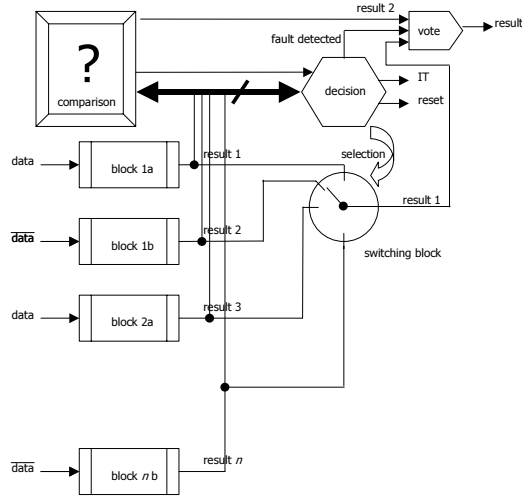 result 2
result
vote
fault detected
?
comparison
decision
IT
reset
data
block 1a
result 1
selection
data
block 1b
result 2
result 1
switching block
data
block 2a
result 3
data
block n b
result n